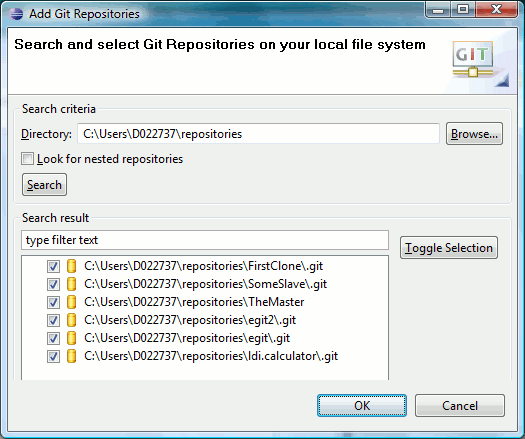 Add Git Repositories
Search and select Git Repositories on your local file system
GIT
Search criteria
Directory: C:\Users\D022737\repositories Browse...
Look for nested repositories
Search
Search result
type filter text
Toggle Selection
C:\Users\D022737\repositories\FirstClone\.git
C:\Users\D022737\repositories\SomeSlave\.git
C:\Users\D022737\repositories\TheMaster
C:\Users\D022737\repositories\egit2\.git
C:\Users\D022737\repositories\egit\.git
C:\Users\D022737\repositories\ldi.calculator\.git
OK Cancel